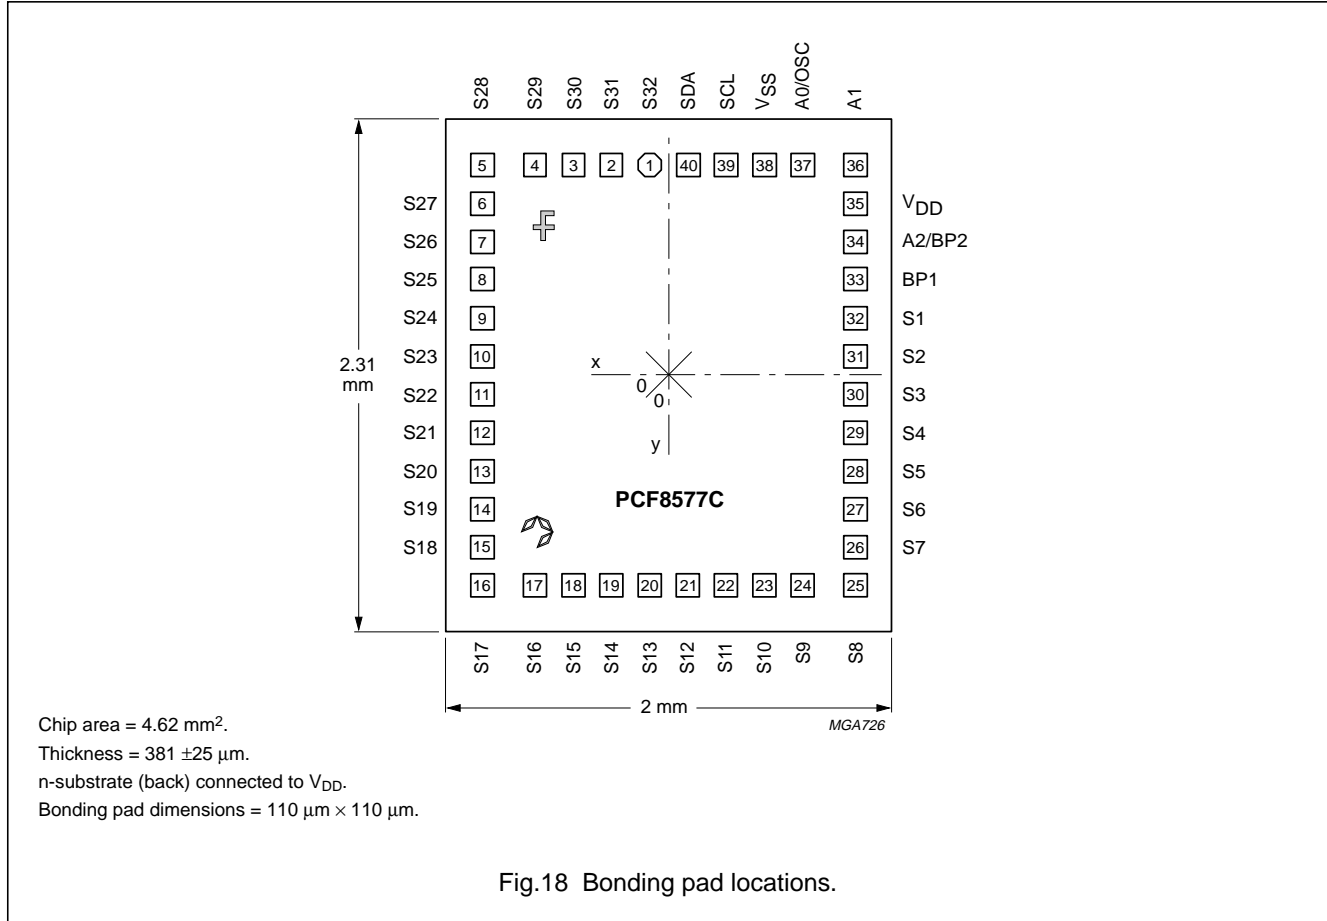 S28 S29 S30 S31 S32 SDA SCL VSS A0/OSC A1
5 4 3 2 1 40 39 38 37 36
S27 6 35 VDD
S26 7 34 A2/BP2
S25 8 33 BP1
S24 9 32 S1
S23 10 31 S2
2.31 mm
x
0
0
y
S22 11 30 S3
S21 12 29 S4
S20 13 28 S5
PCF8577C
S19 14 27 S6
S18 15 26 S7
16 17 18 19 20 21 22 23 24 25
S17 S16 S15 S14 S13 S12 S11 S10 S9 S8
2 mm
MGA726
Chip area = 4.62 mm².
Thickness = 381 ±25 µm.
n-substrate (back) connected to VDD.
Bonding pad dimensions = 110 µm × 110 µm.
Fig.18 Bonding pad locations.